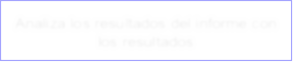 Analiza los resultados del informe con
los resultados